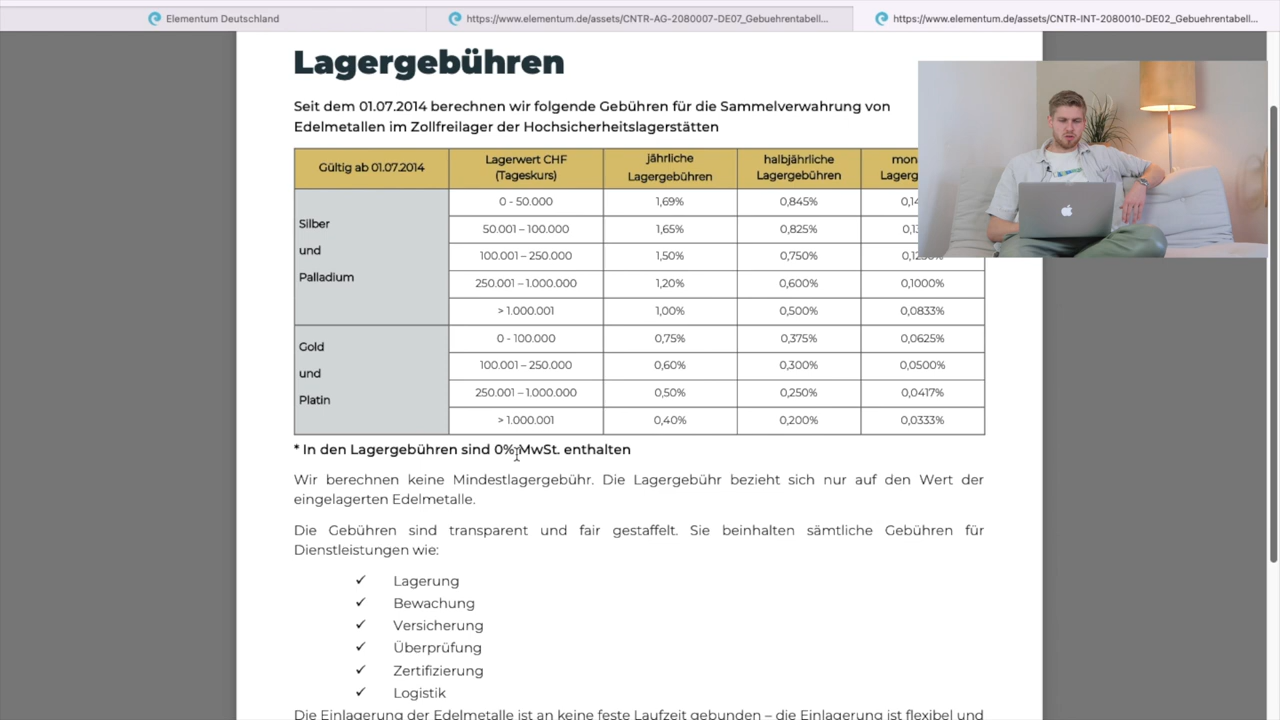 Elementum Deutschland
https://www.elementum.de/assets/CNTR-AG-2080007-DE07_Gebuehrentabell...
https://www.elementum.de/assets/CNTR-INT-2080010-DE02_Gebuehrentabell...
Lagergebühren
Seit dem 01.07.2014 berechnen wir folgende Gebühren für die Sammelverwahrung von
Edelmetallen im Zollfreilager der Hochsicherheitslagerstätten
Gültig ab 01.07.2014
Lagerwert CHF
(Tageskurs)
jährliche
Lagergebühren
halbjährliche
Lagergebühren
Silber
und
Palladium
0 - 50.000 1,69% 0,845%
50.001 – 100.000 1,65% 0,825%
100.001 – 250.000 1,50% 0,750%
250.001 – 1.000.000 1,20% 0,600% 0,1000%
> 1.000.001 1,00% 0,500% 0,0833%
Gold
und
Platin
0 - 100.000 0,75% 0,375% 0,0625%
100.001 – 250.000 0,60% 0,300% 0,0500%
250.001 – 1.000.000 0,50% 0,250% 0,0417%
> 1.000.001 0,40% 0,200% 0,0333%
* In den Lagergebühren sind 0% MwSt. enthalten
Wir berechnen keine Mindestlagergebühr. Die Lagergebühr bezieht sich nur auf den Wert der
eingelagerten Edelmetalle.
Die Gebühren sind transparent und fair gestaffelt. Sie beinhalten sämtliche Gebühren für
Dienstleistungen wie:
✓ Lagerung
✓ Bewachung
✓ Versicherung
✓ Überprüfung
✓ Zertifizierung
✓ Logistik
Die Einlagerung der Edelmetalle ist an keine feste Laufzeit gebunden – die Einlagerung ist flexibel und